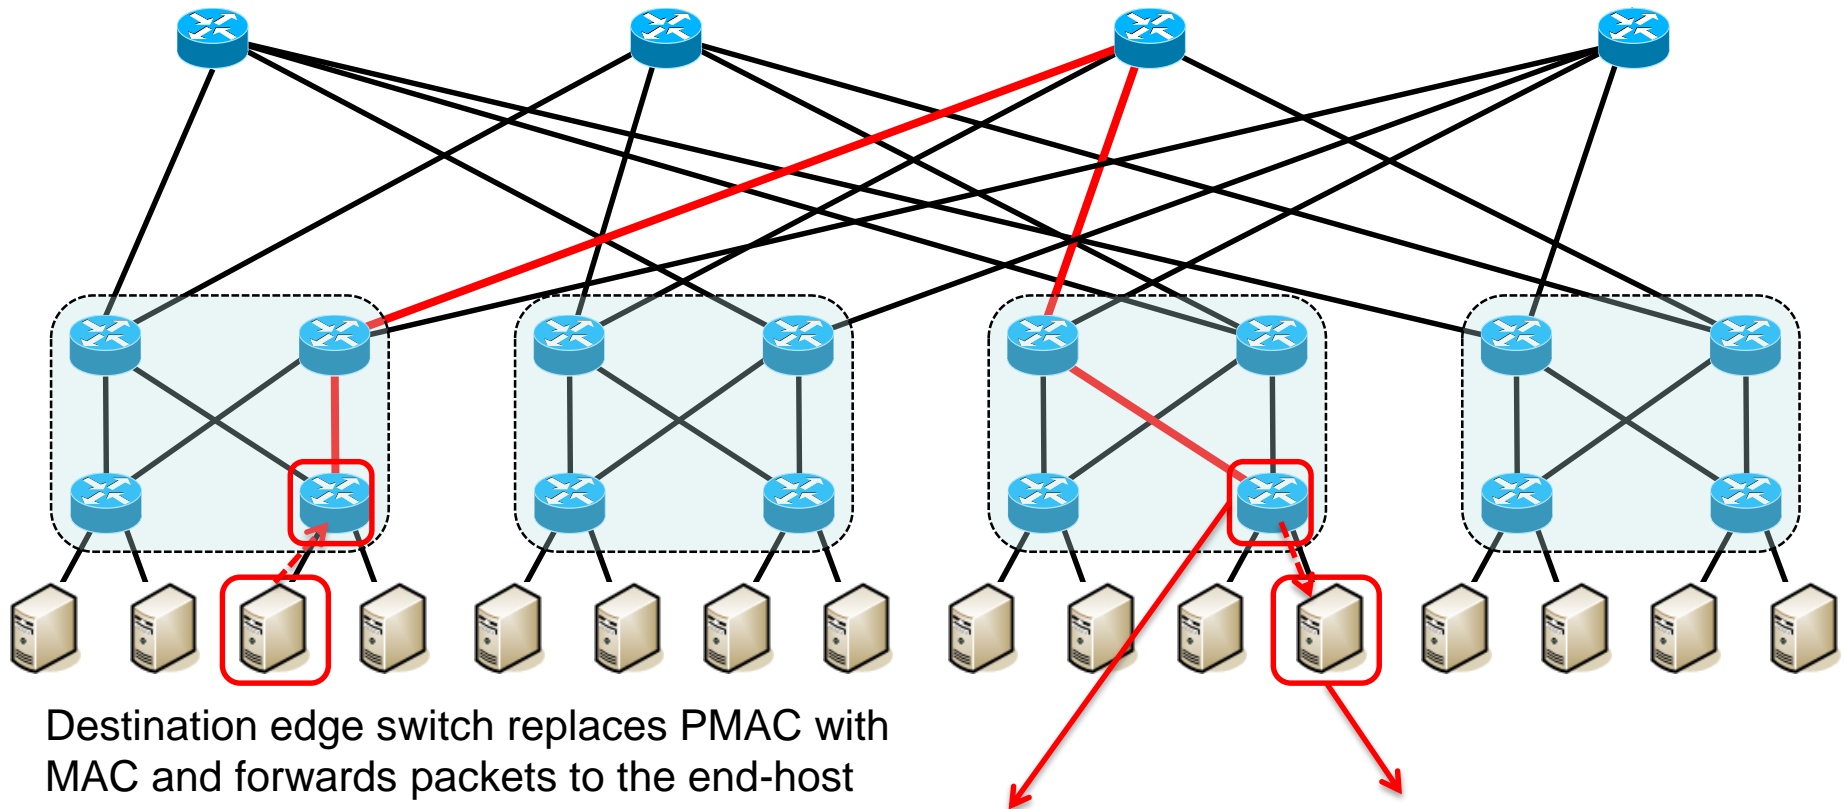 Destination edge switch replaces PMAC with
MAC and forwards packets to the end-host